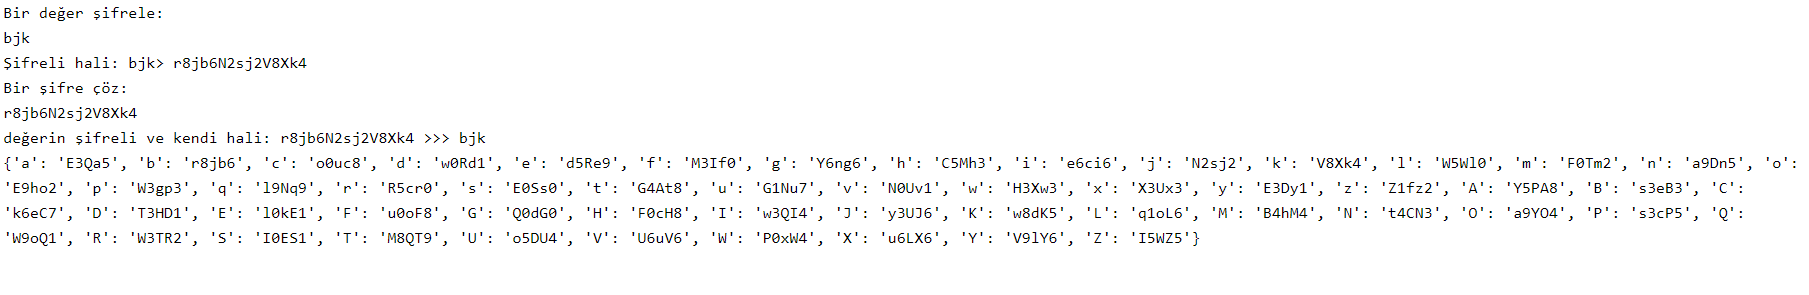 Bir değer şifrele:
bjk
Şifreli hali: bjk> r8jb6N2sj2V8Xk4
Bir şifre çöz:
r8jb6N2sj2V8Xk4
değerin şifreli ve kendi hali: r8jb6N2sj2V8Xk4 >>> bjk
{'a': 'E3Qa5', 'b': 'r8jb6', 'c': 'o0uc8', 'd': 'w0Rd1', 'e': 'd5Re9', 'f': 'M3If0', 'g': 'Y6ng6', 'h': 'C5Mh3', 'i': 'e6ci6', 'j': 'N2sj2', 'k': 'V8Xk4', 'l': 'W5Wl0', 'm': 'F0Tm2', 'n': 'a9Dn5', 'o':
'E9ho2', 'p': 'W3gp3', 'q': 'l9Nq9', 'r': 'R5cr0', 's': 'E0Ss0', 't': 'G4At8', 'u': 'G1Nu7', 'v': 'N0Uv1', 'w': 'H3Xw3', 'x': 'X3Ux3', 'y': 'E3Dy1', 'z': 'Z1fz2', 'A': 'Y5PA8', 'B': 's3eB3', 'C':
'k6eC7', 'D': 'T3HD1', 'E': 'l0kE1', 'F': 'u0oF8', 'G': 'Q0dG0', 'H': 'F0cH8', 'I': 'w3QI4', 'J': 'y3UJ6', 'K': 'w8dK5', 'L': 'q1oL6', 'M': 'B4hM4', 'N': 't4CN3', 'O': 'a9YO4', 'P': 's3cP5', 'Q':
'W9oQ1', 'R': 'W3TR2', 'S': 'I0ES1', 'T': 'M8QT9', 'U': 'o5DU4', 'V': 'U6uV6', 'W': 'P0xW4', 'X': 'u6LX6', 'Y': 'V9lY6', 'Z': 'I5WZ5'}